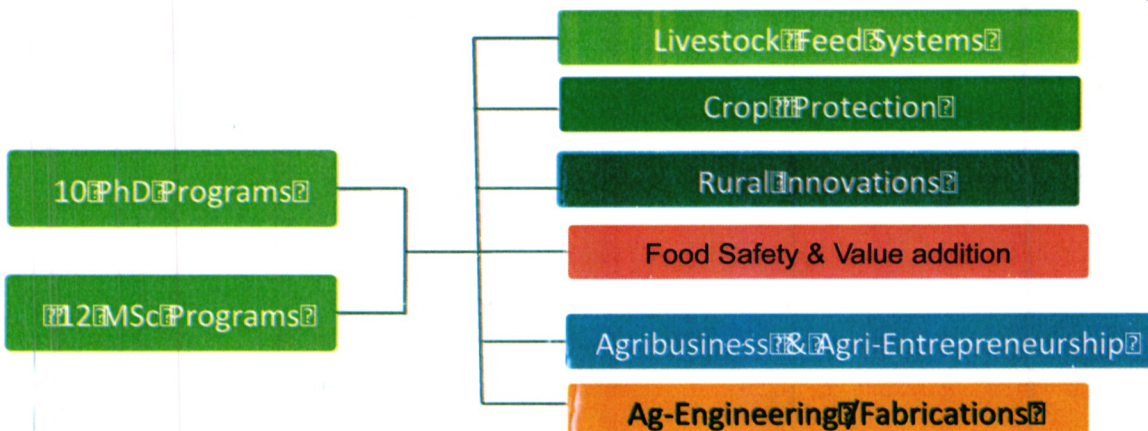 10 PhD Programs
12 MSc Programs
Livestock Feed Systems
Crop Protection
Rural Innovations
Food Safety & Value addition
Agribusiness & Agri-Entrepreneurship
Ag-Engineering / Fabrications